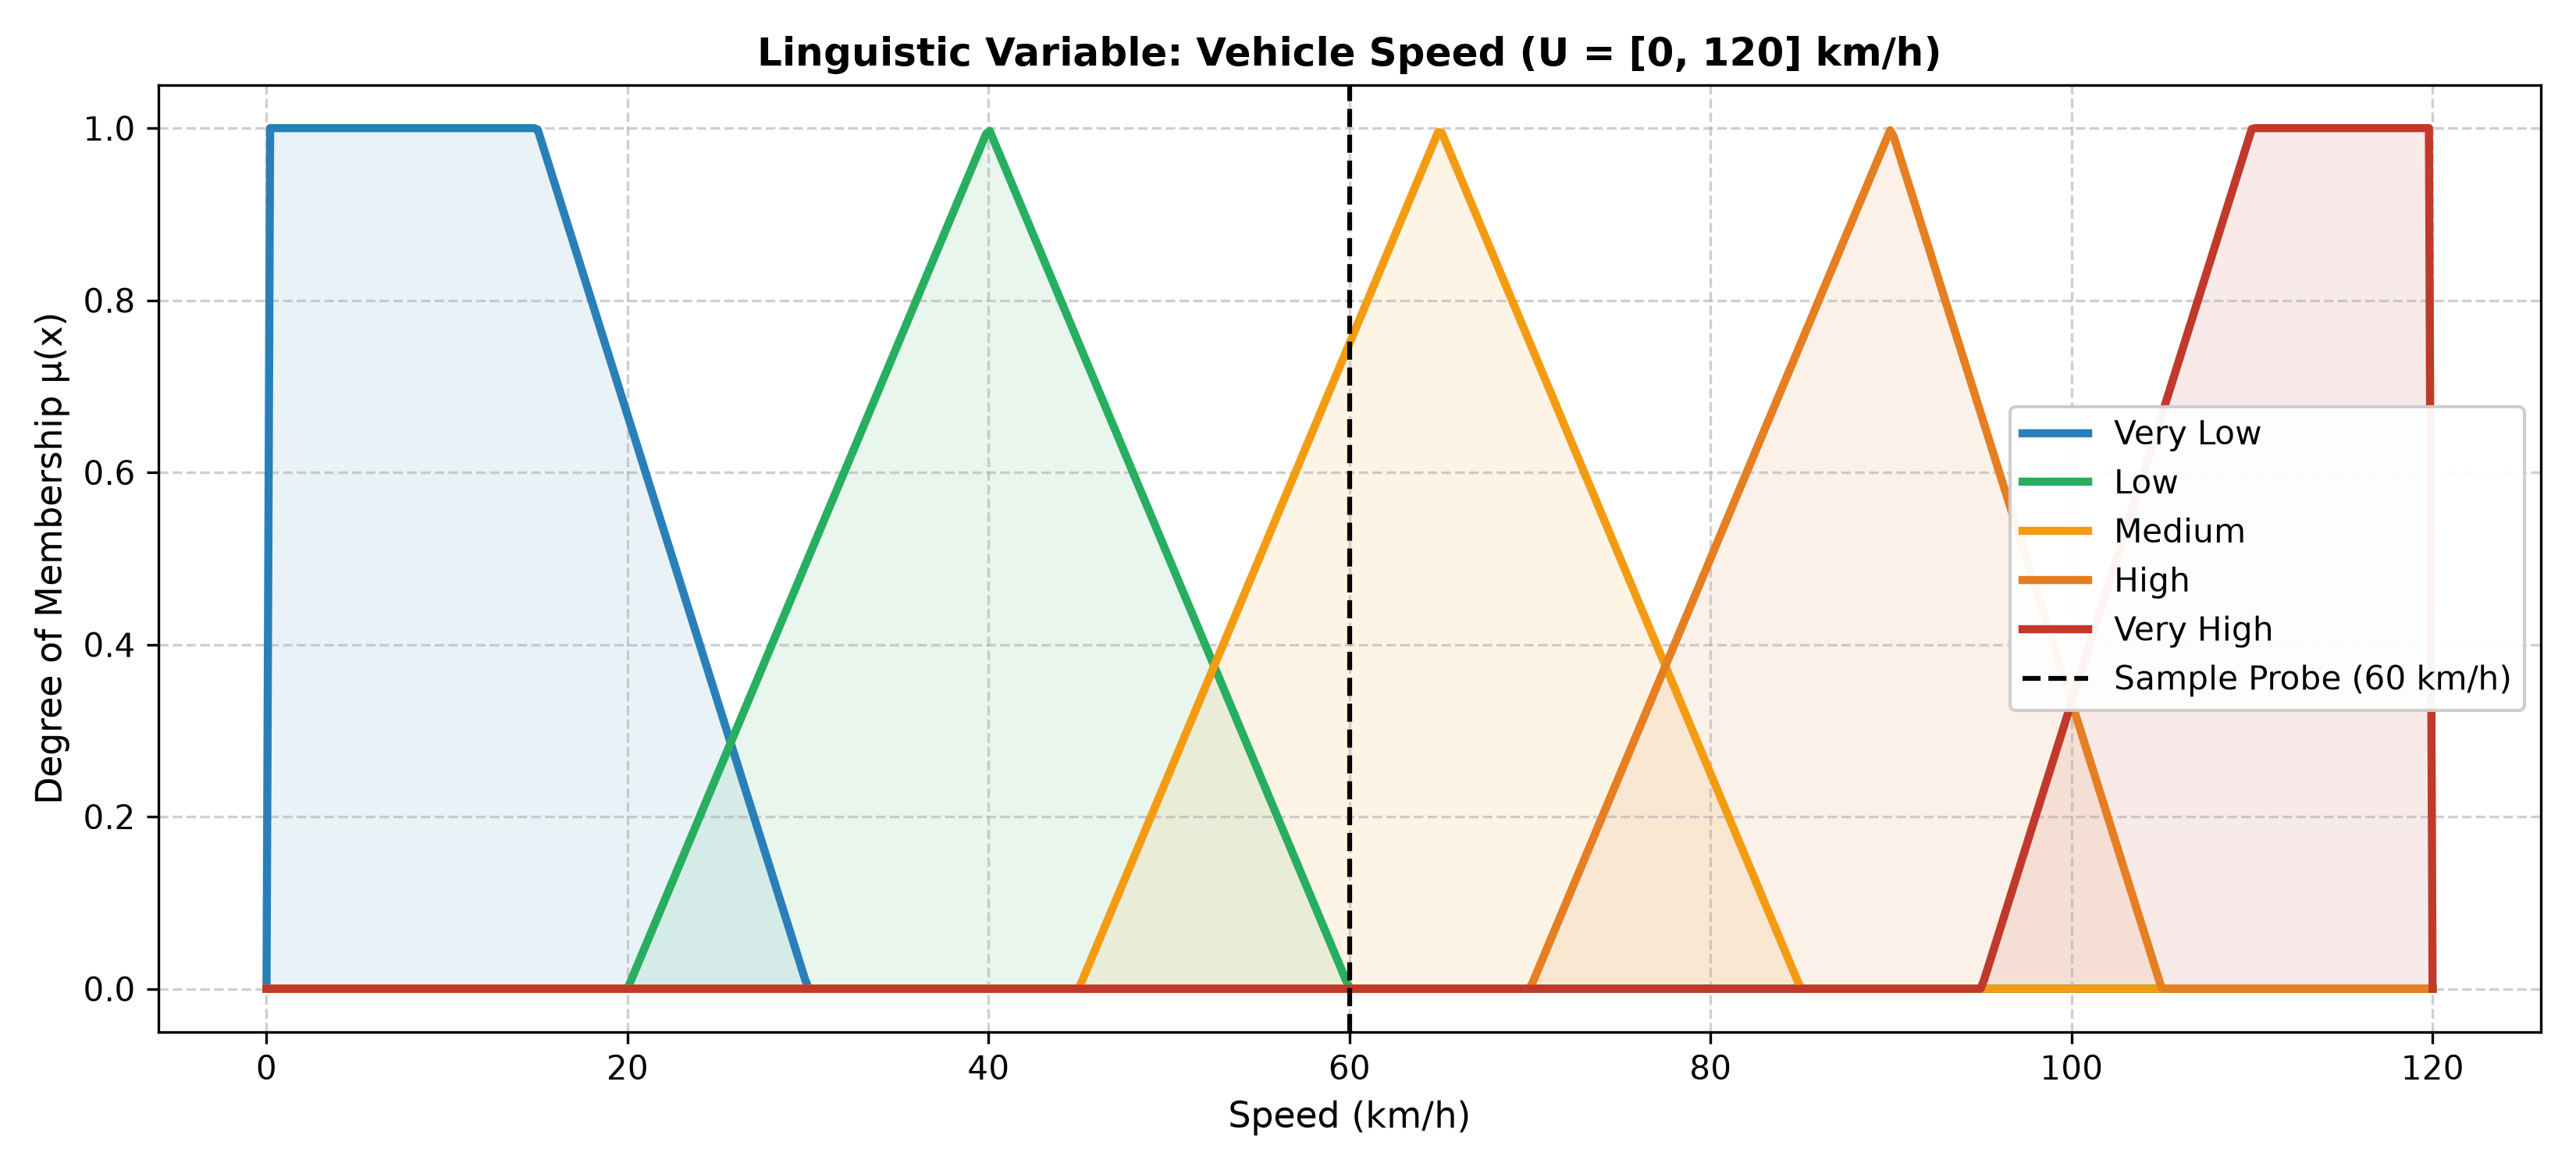 Linguistic Variable: Vehicle Speed (U = [0, 120] km/h)
Degree of Membership μ(x)
1.0
0.8
0.6
0.4
0.2
0.0
Very Low
Low
Medium
High
Very High
Sample Probe (60 km/h)
0 20 40 60 80 100 120
Speed (km/h)